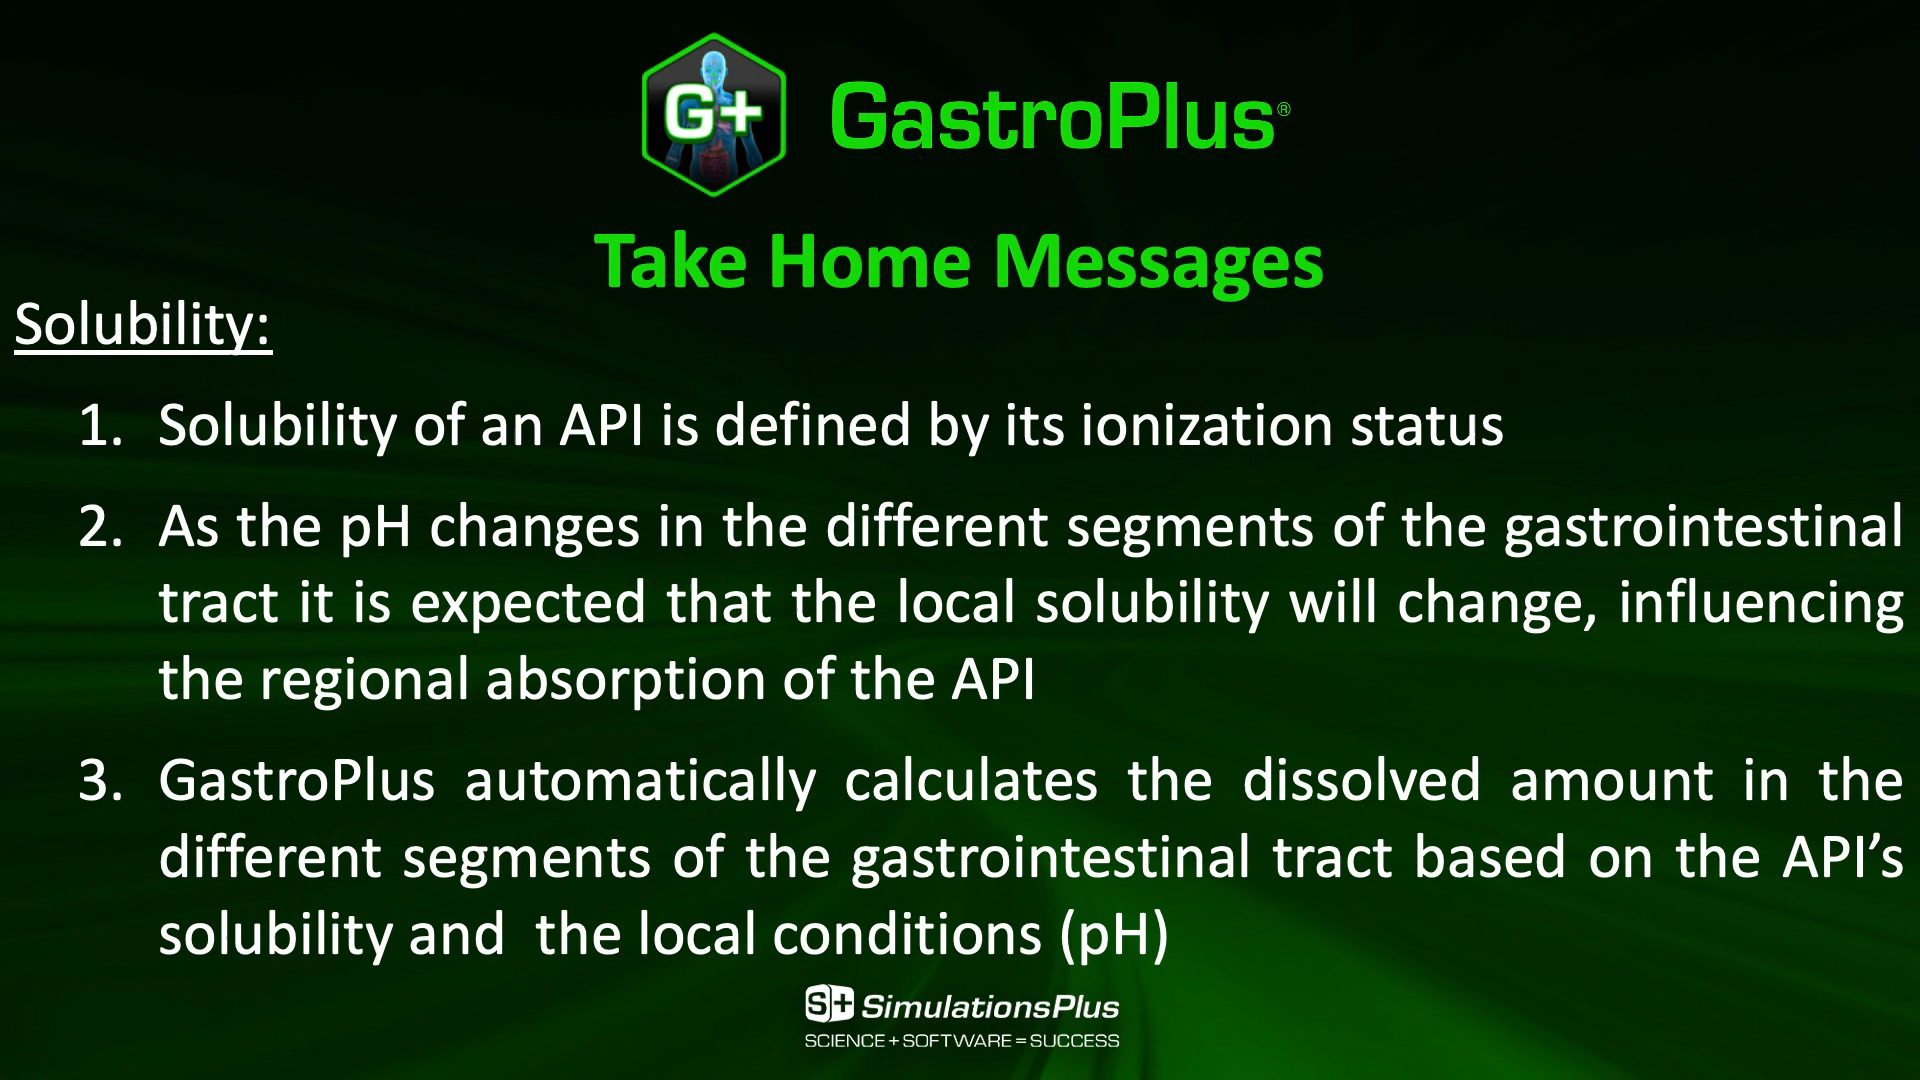 G+ GastroPlus®
Take Home Messages
Solubility:
1. Solubility of an API is defined by its ionization status
2. As the pH changes in the different segments of the gastrointestinal
tract it is expected that the local solubility will change, influencing
the regional absorption of the API
3. GastroPlus automatically calculates the dissolved amount in the
different segments of the gastrointestinal tract based on the API’s
solubility and  the local conditions (pH)
S+ SimulationsPlus
SCIENCE + SOFTWARE = SUCCESS